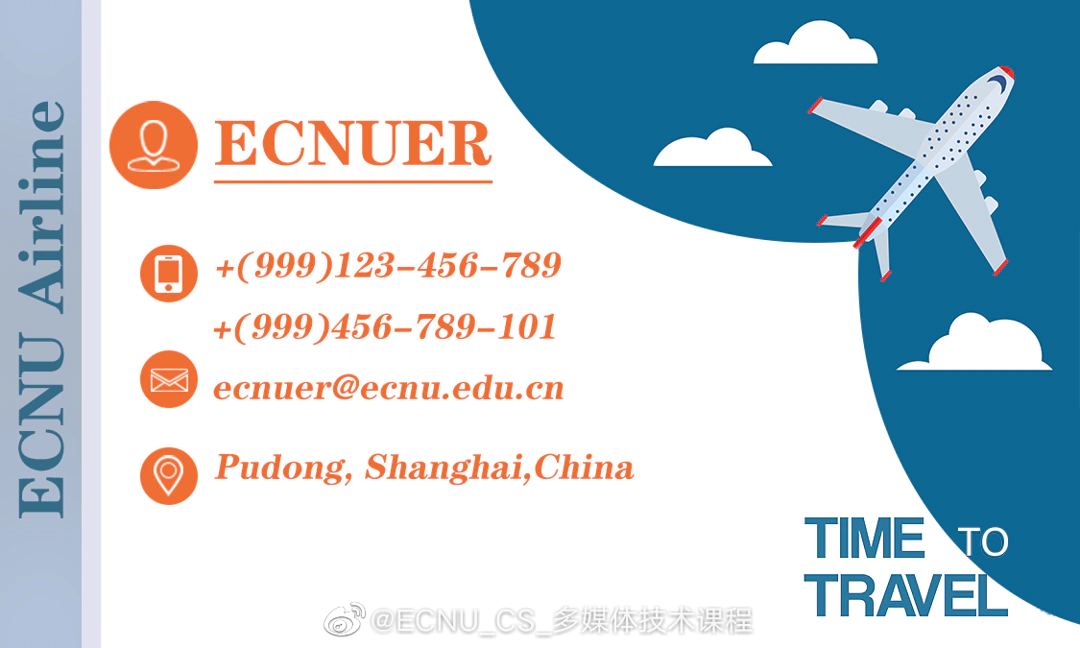 ECNU Airline
ECNUER
+(999)123-456-789
+(999)456-789-101
ecnuer@ecnu.edu.cn
Pudong, Shanghai,China
TIME TO
TRAVEL
@ECNU_CS_多媒体技术课程